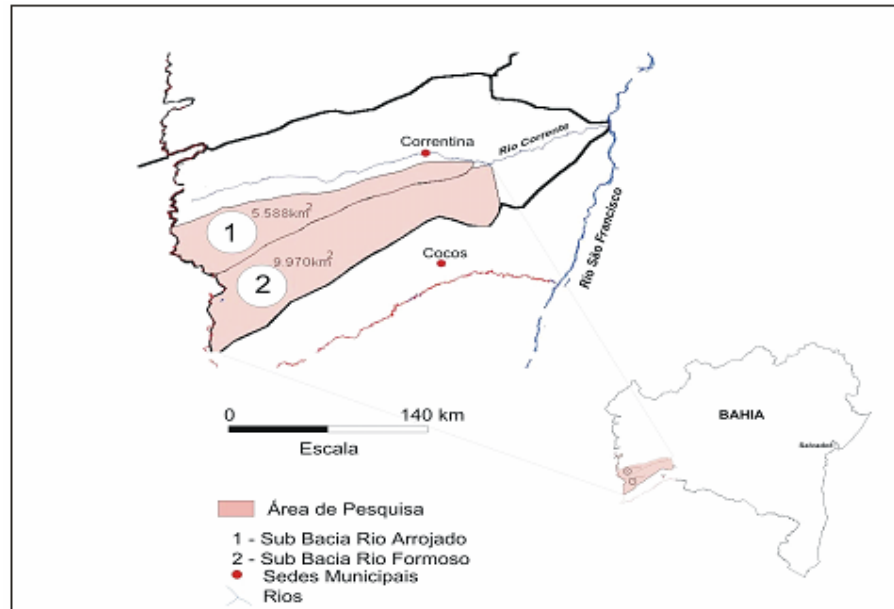 Correntina
Rio Corrente
5.588km²
1
9.970km²
2
Cocos
Rio São Francisco
0 140 km
Escala
BAHIA
Salvador
Área de Pesquisa
1 - Sub Bacia Rio Arrojado
2 - Sub Bacia Rio Formoso
Sedes Municipais
Rios